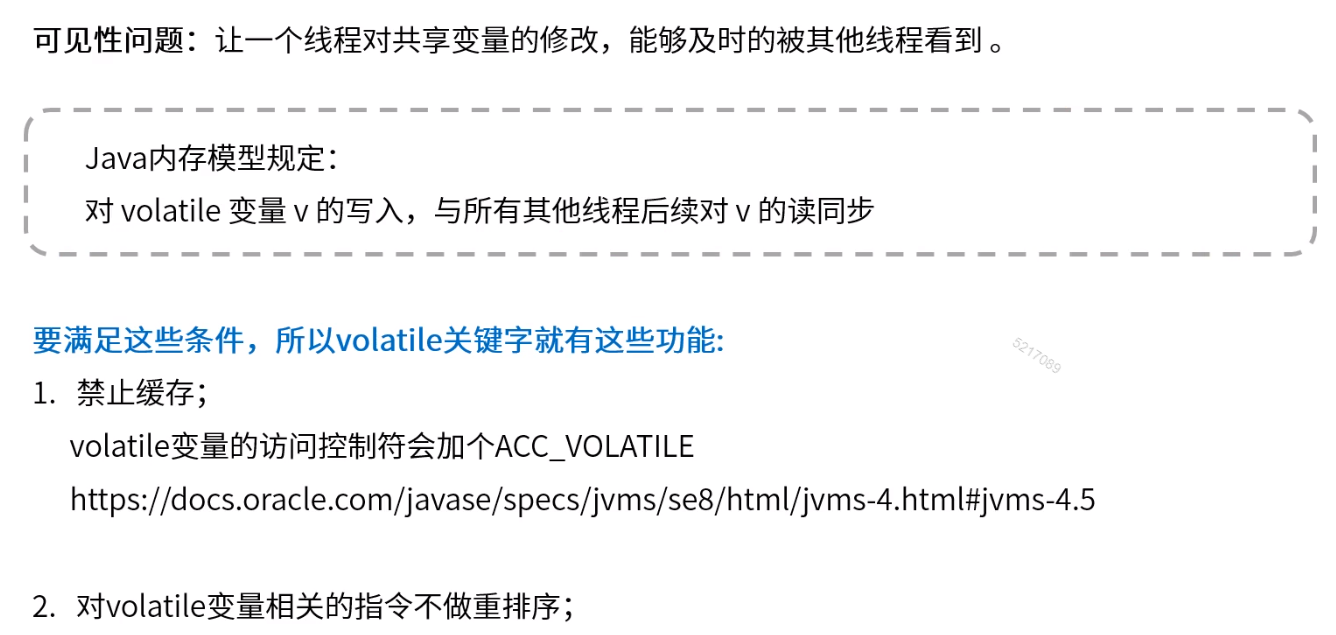 可见性问题：让一个线程对共享变量的修改，能够及时的被其他线程看到 。
Java内存模型规定：
对 volatile 变量 v 的写入，与所有其他线程后续对 v 的读同步
要满足这些条件，所以volatile关键字就有这些功能:
5217089
1. 禁止缓存；
volatile变量的访问控制符会加个ACC_VOLATILE
https://docs.oracle.com/javase/specs/jvms/se8/html/jvms-4.html#jvms-4.5
2. 对volatile变量相关的指令不做重排序；